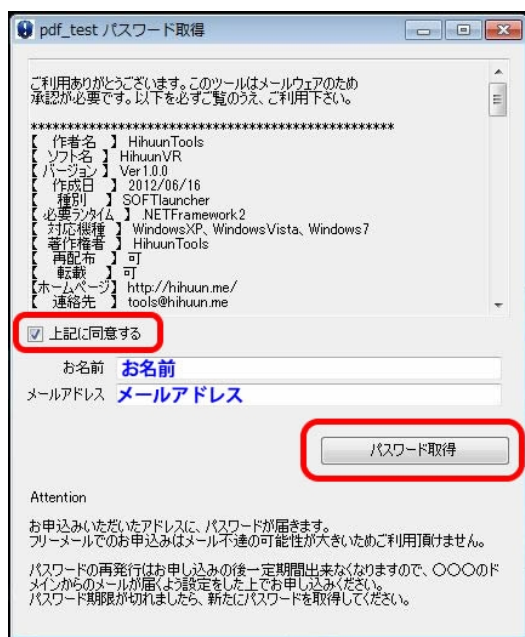 pdf_test パスワード取得
ご利用ありがとうございます。このツールはメールウェアのため
承認が必要です。以下を必ずご覧のうえ、ご利用下さい。
****************************************************
【 作者名 】 HihuunTools
【 ソフト名 】 HihuunVR
【 バージョン 】 Ver1.0.0
【 作成日 】 2012/06/16
【 種別 】 SOFTlauncher
【 必要ランタイム 】 .NETFramework2
【 対応機種 】 WindowsXP、WindowsVista、Windows7
【 著作権者 】 HihuunTools
【 再配布 】 可
【 転載 】 可
【ホームページ】 http://hihuun.me/
【 連絡先 】 tools@hihuun.me
上記に同意する
お名前 お名前
メールアドレス メールアドレス
パスワード取得
Attention
お申込みいただいたアドレスに、パスワードが届きます。
フリーメールでのお申込みはメール不達の可能性が大きいためご利用頂けません。
パスワードの再発行はお申し込みの後一定期間出来なくなりますので、〇〇〇のド
メインからのメールが届くよう設定をした上でお申し込みください。
パスワード期限が切れましたら、新たにパスワードを取得してください。